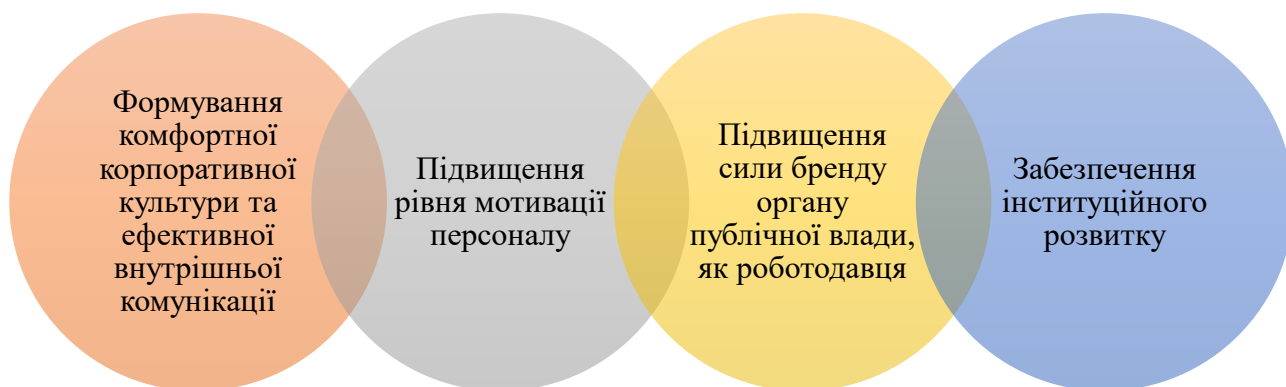 Формування
комфортної
корпоративної
культури та
ефективної
внутрішньої
комунікації
Підвищення
рівня мотивації
персоналу
Підвищення
сили бренду
органу
публічної влади,
як роботодавця
Забезпечення
інституційного
розвитку